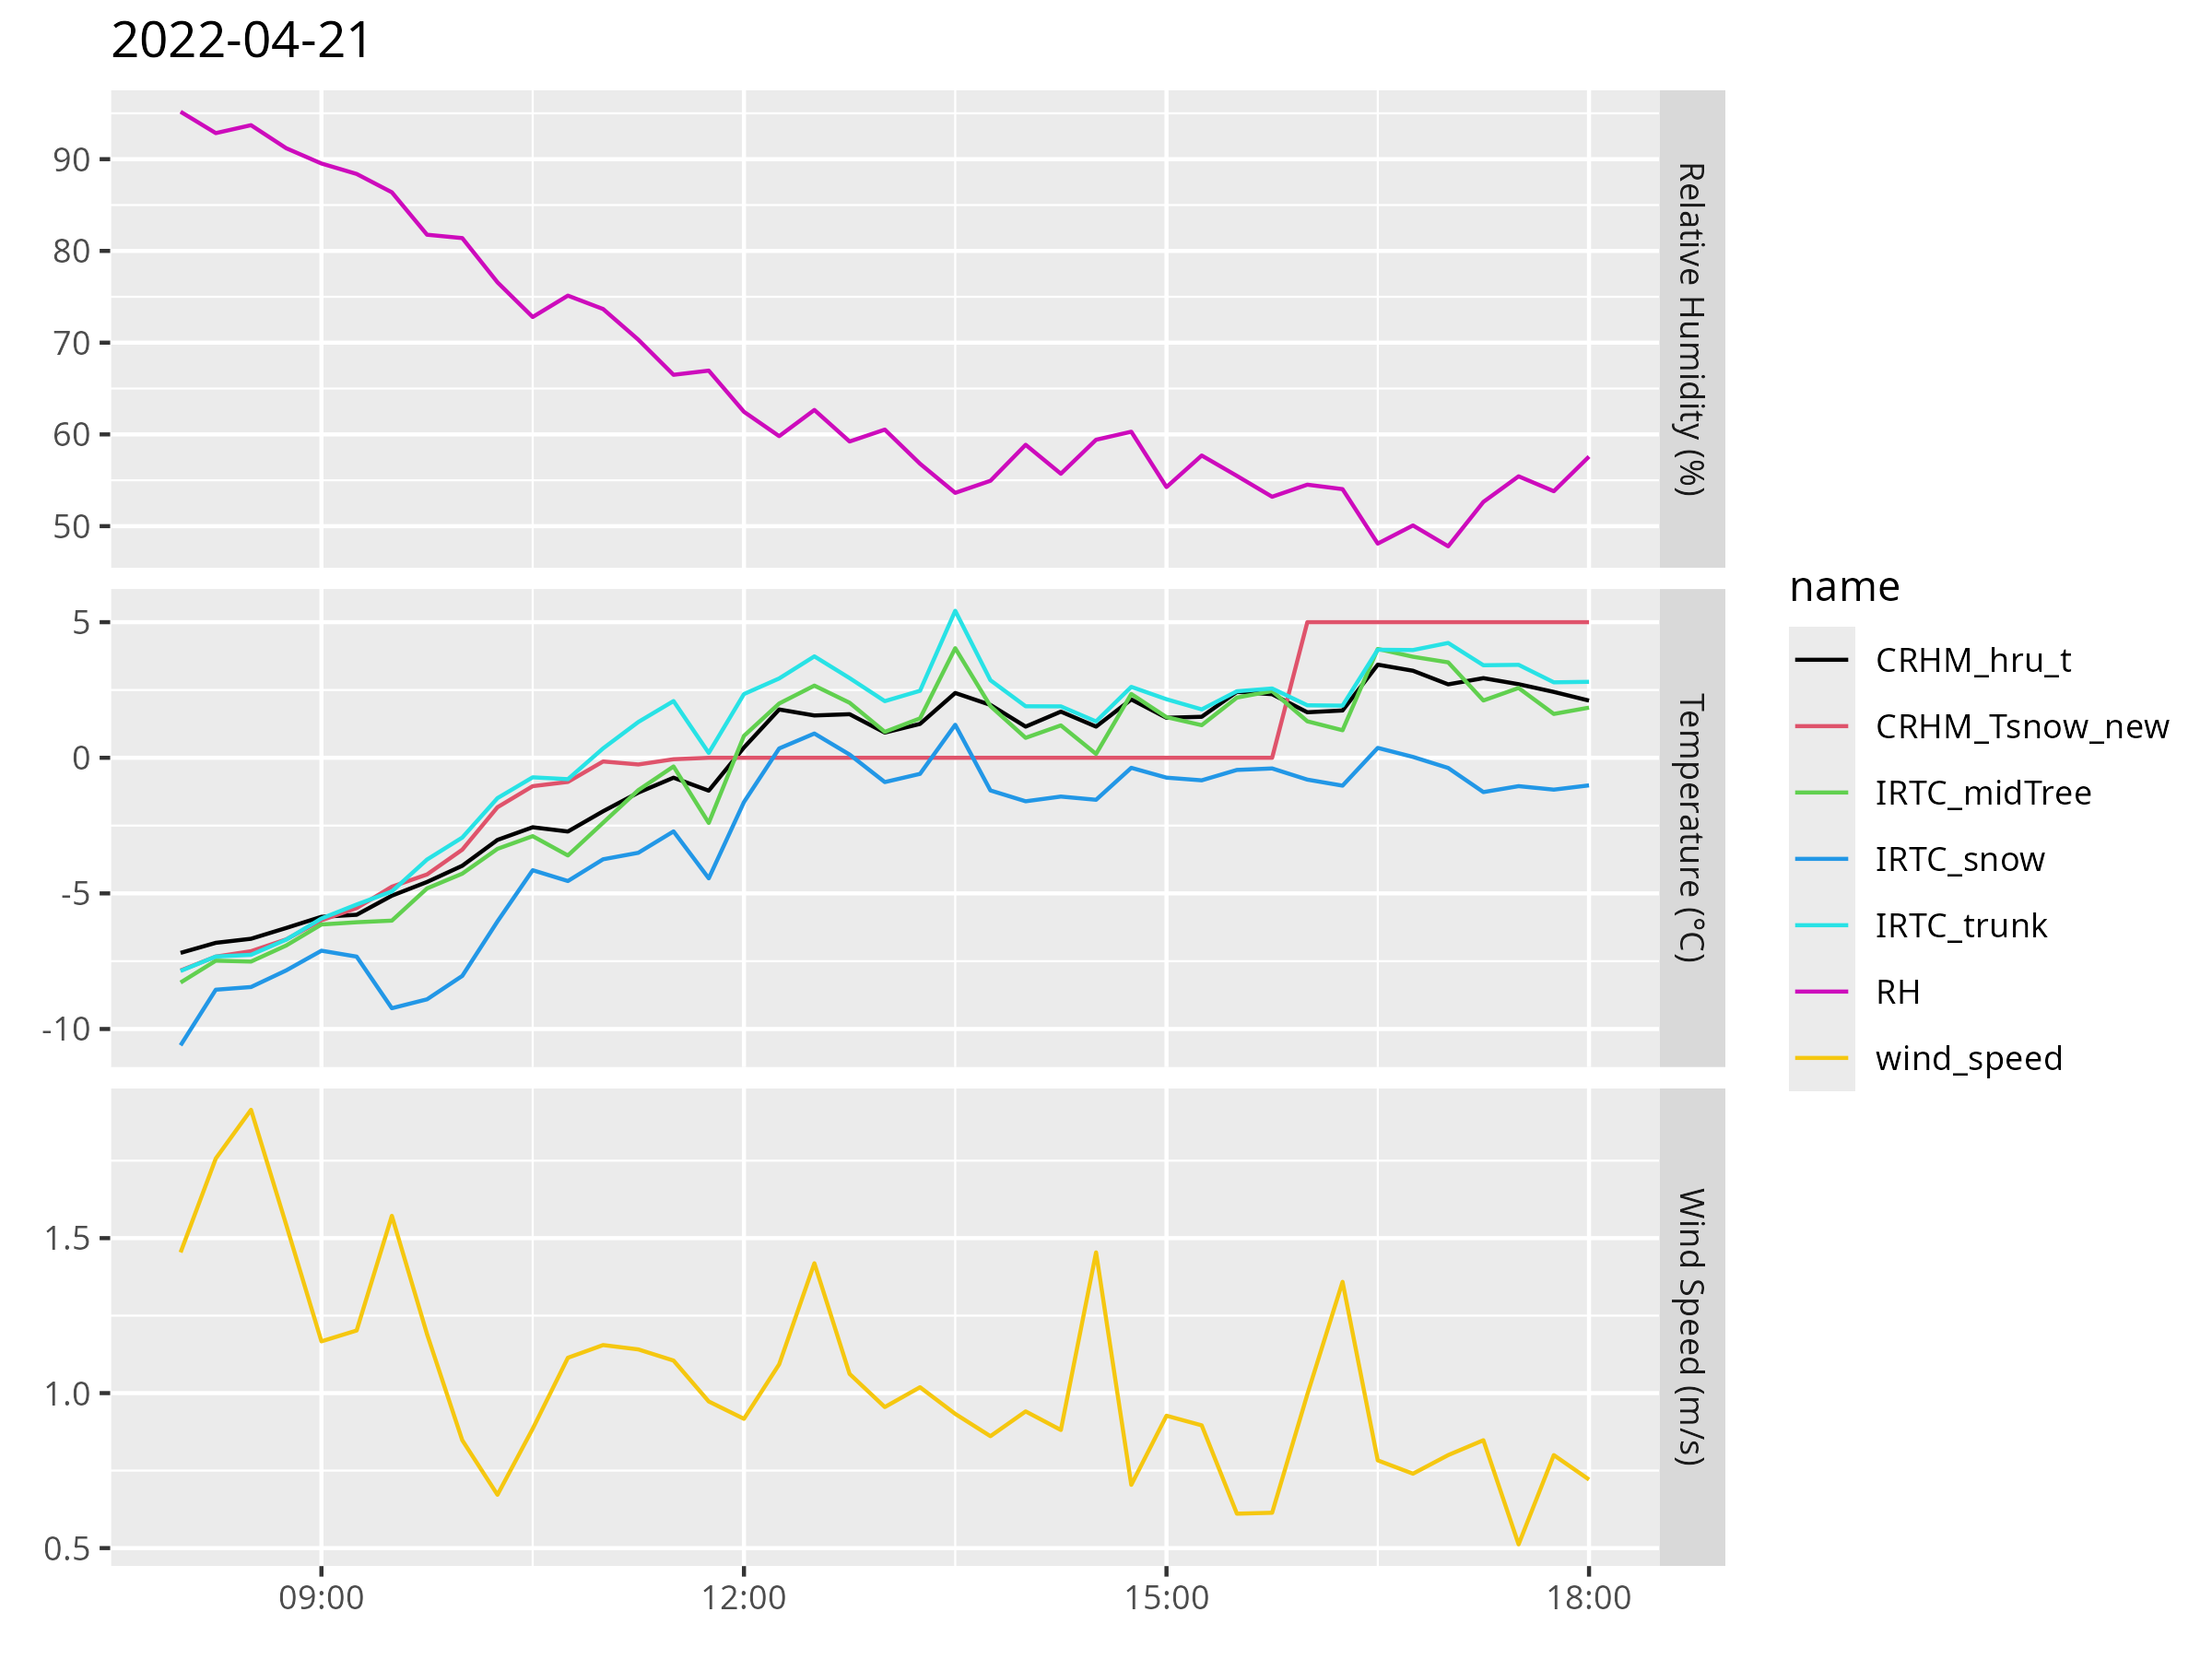 2022-04-21
90
80
70
60
50
Relative Humidity (%)
5
0
-5
-10
Temperature (°C)
1.5
1.0
0.5
Wind Speed (m/s)
09:00 12:00 15:00 18:00
name
CRHM_hru_t
CRHM_Tsnow_new
IRTC_midTree
IRTC_snow
IRTC_trunk
RH
wind_speed